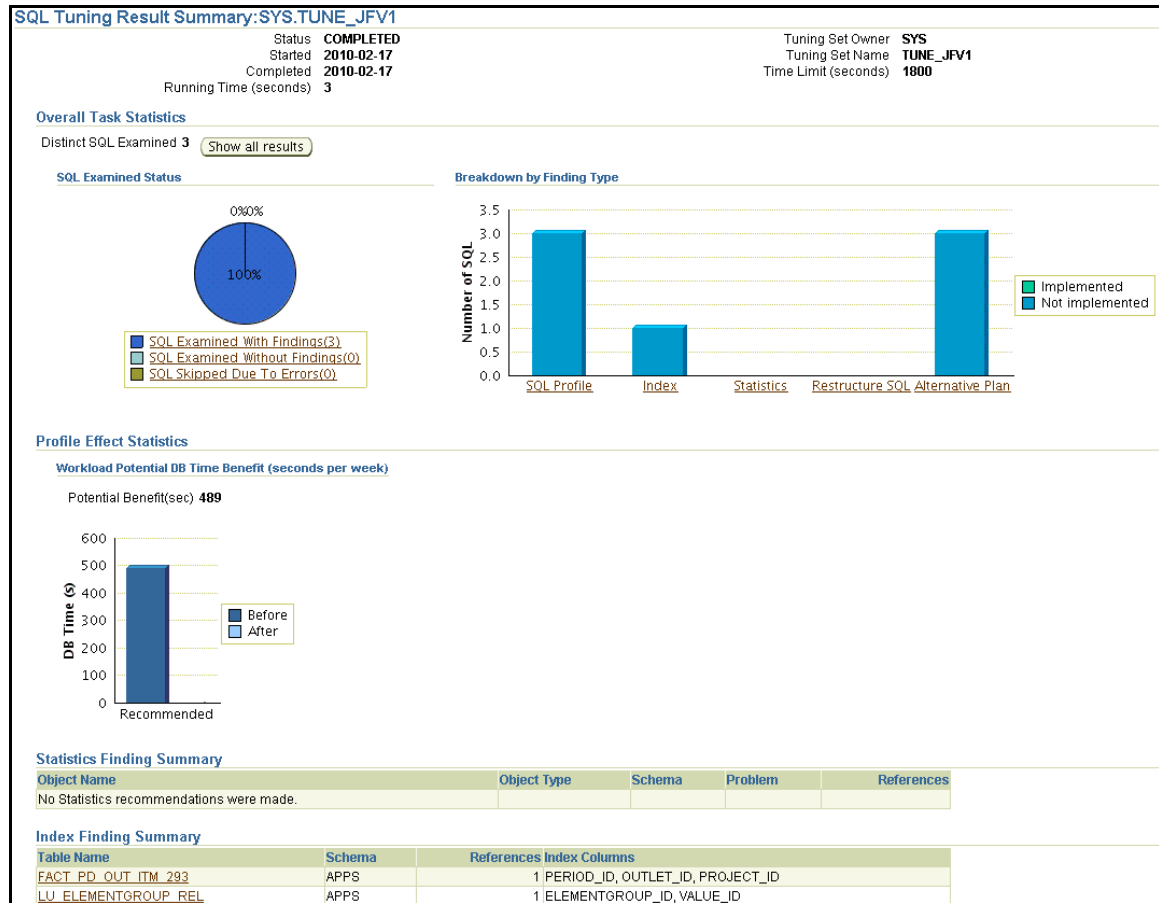 SQL Tuning Result Summary:SYS.TUNE_JFV1
Status COMPLETED
Started 2010-02-17
Completed 2010-02-17
Running Time (seconds) 3
Tuning Set Owner SYS
Tuning Set Name TUNE_JFV1
Time Limit (seconds) 1800
Overall Task Statistics
Distinct SQL Examined 3 Show all results
SQL Examined Status
0%0%
100%
SQL Examined With Findings(3)
SQL Examined Without Findings(0)
SQL Skipped Due To Errors(0)
Breakdown by Finding Type
Number of SQL
3.5
3.0
2.5
2.0
1.5
1.0
0.5
0.0
SQL Profile Index Statistics Restructure SQL Alternative Plan
Implemented
Not implemented
Profile Effect Statistics
Workload Potential DB Time Benefit (seconds per week)
Potential Benefit(sec) 489
DB Time (s)
600
500
400
300
200
100
0
Recommended
Before
After
Statistics Finding Summary
Object Name Object Type Schema Problem References
No Statistics recommendations were made.
Index Finding Summary
Table Name Schema References Index Columns
FACT_PD_OUT_ITM_293 APPS 1 PERIOD_ID, OUTLET_ID, PROJECT_ID
LU_ELEMENTGROUP_REL APPS 1 ELEMENTGROUP_ID, VALUE_ID